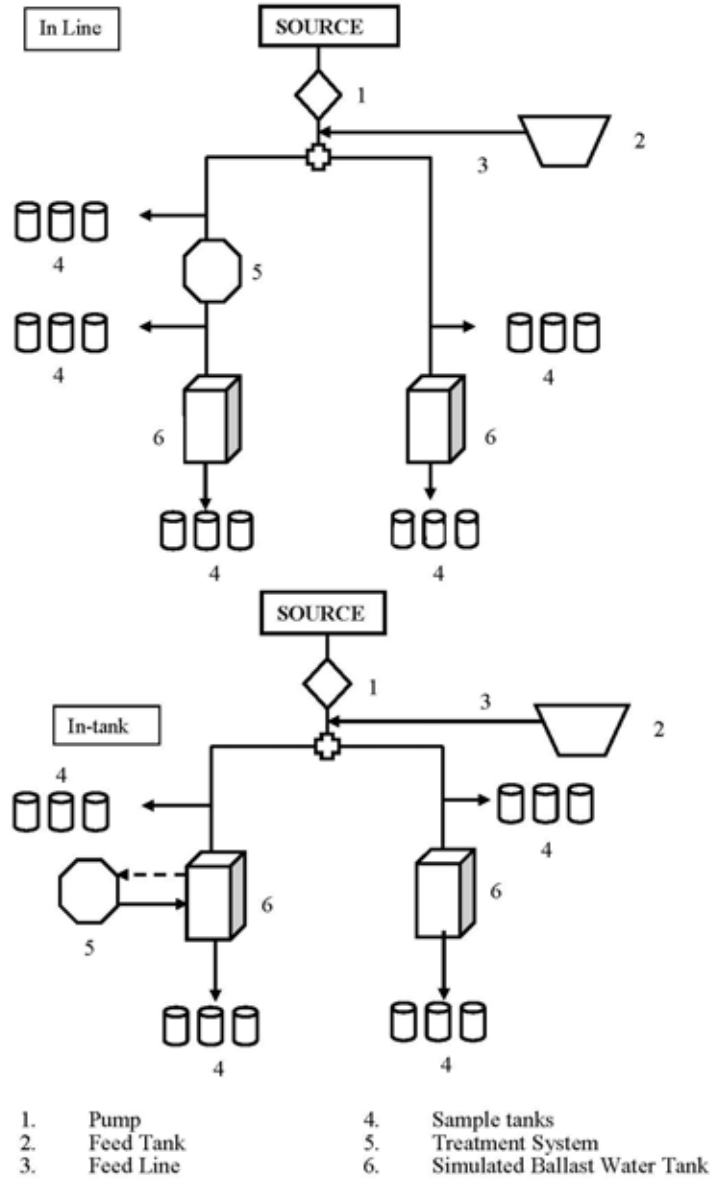 In Line
SOURCE
1
2
3
4
5
4
4
4
6
6
4
4
SOURCE
1
3
2
In-tank
4
4
6
6
5
4
4
1. Pump
2. Feed Tank
3. Feed Line
4. Sample tanks
5. Treatment System
6. Simulated Ballast Water Tank